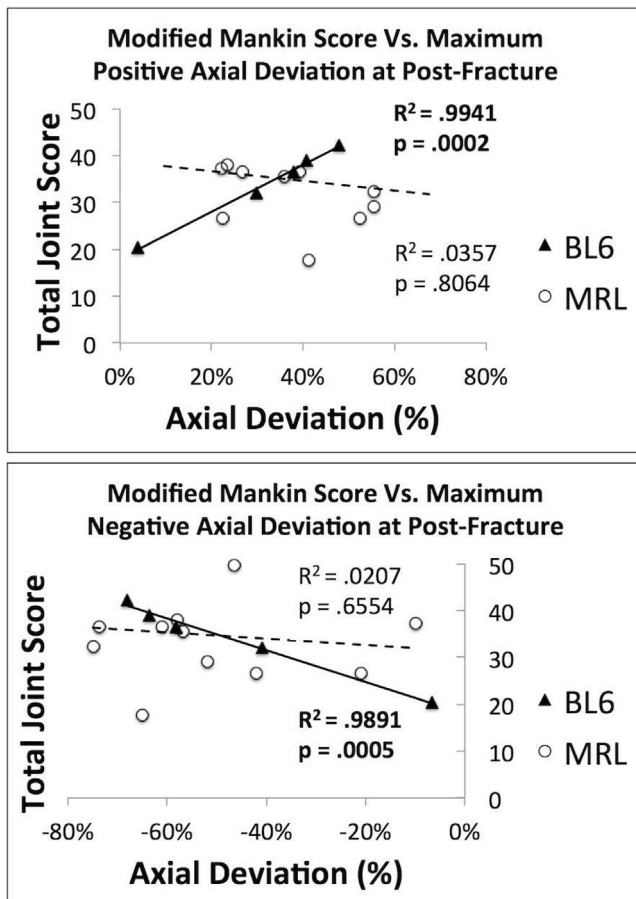 Modified Mankin Score Vs. Maximum
Positive Axial Deviation at Post-Fracture
50
40
30
20
10
0
Total Joint Score
R² = .9941
p = .0002
R² = .0357
p = .8064
BL6
MRL
0%
20%
40%
60%
80%
Axial Deviation (%)
Modified Mankin Score Vs. Maximum
Negative Axial Deviation at Post-Fracture
Total Joint Score
R² = .0207
p = .6554
R² = .9891
p = .0005
50
40
30
20
10
0
BL6
MRL
-80%
-60%
-40%
-20%
0%
Axial Deviation (%)